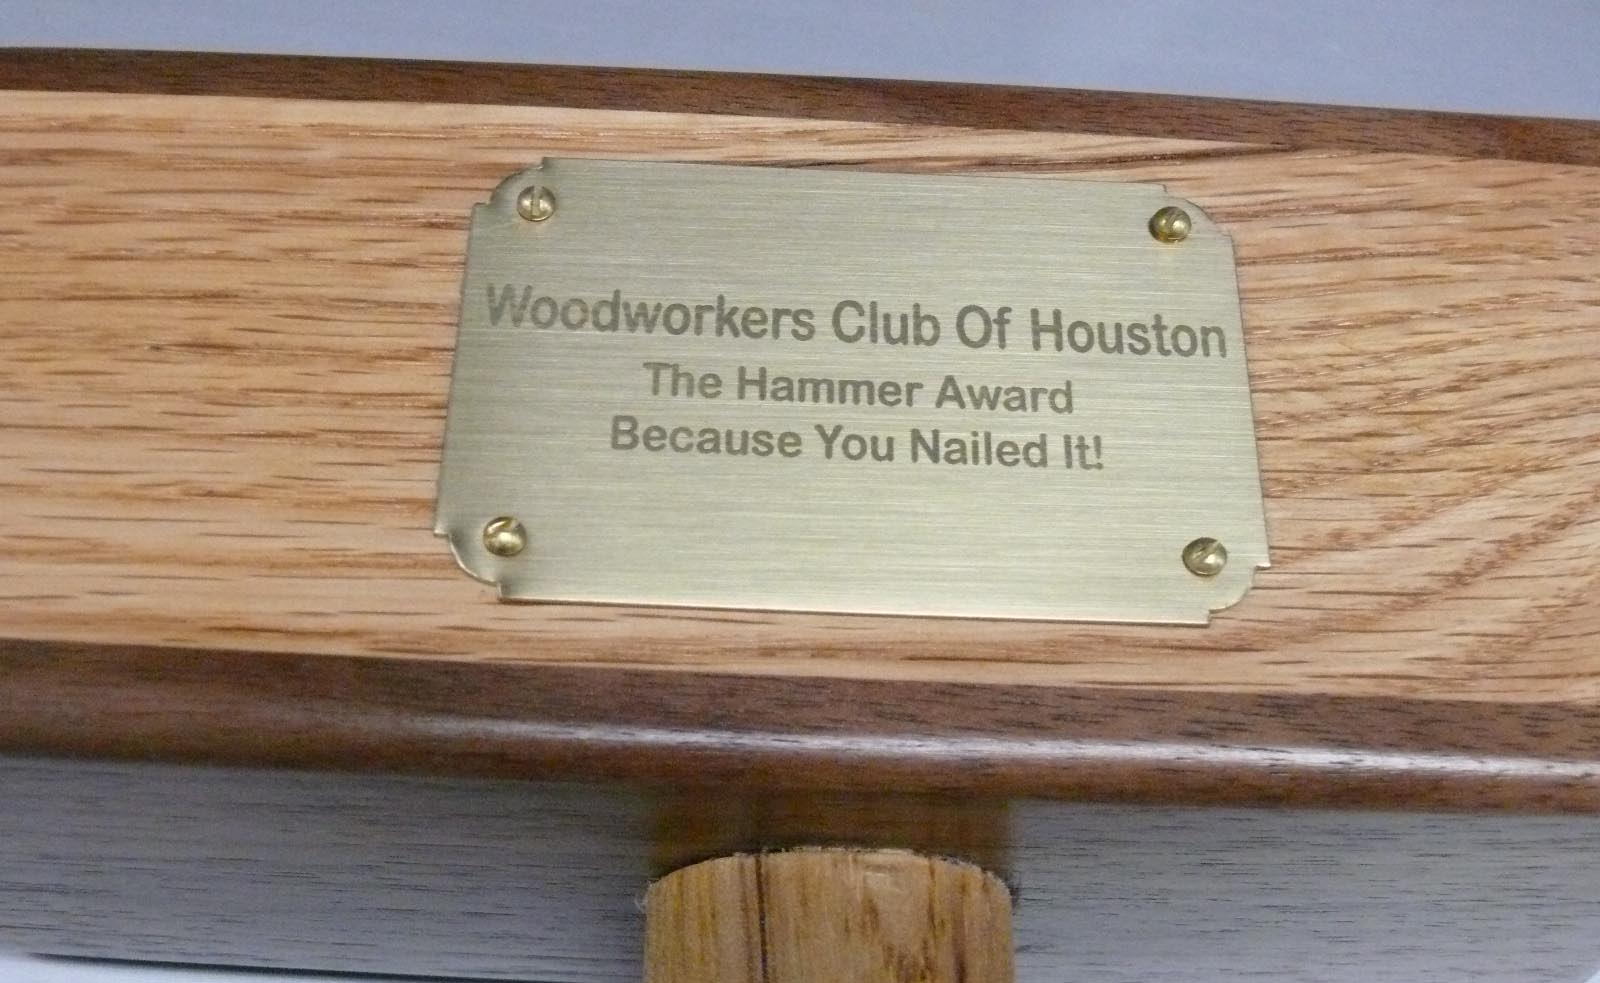 Woodworkers Club Of Houston
The Hammer Award
Because You Nailed It!